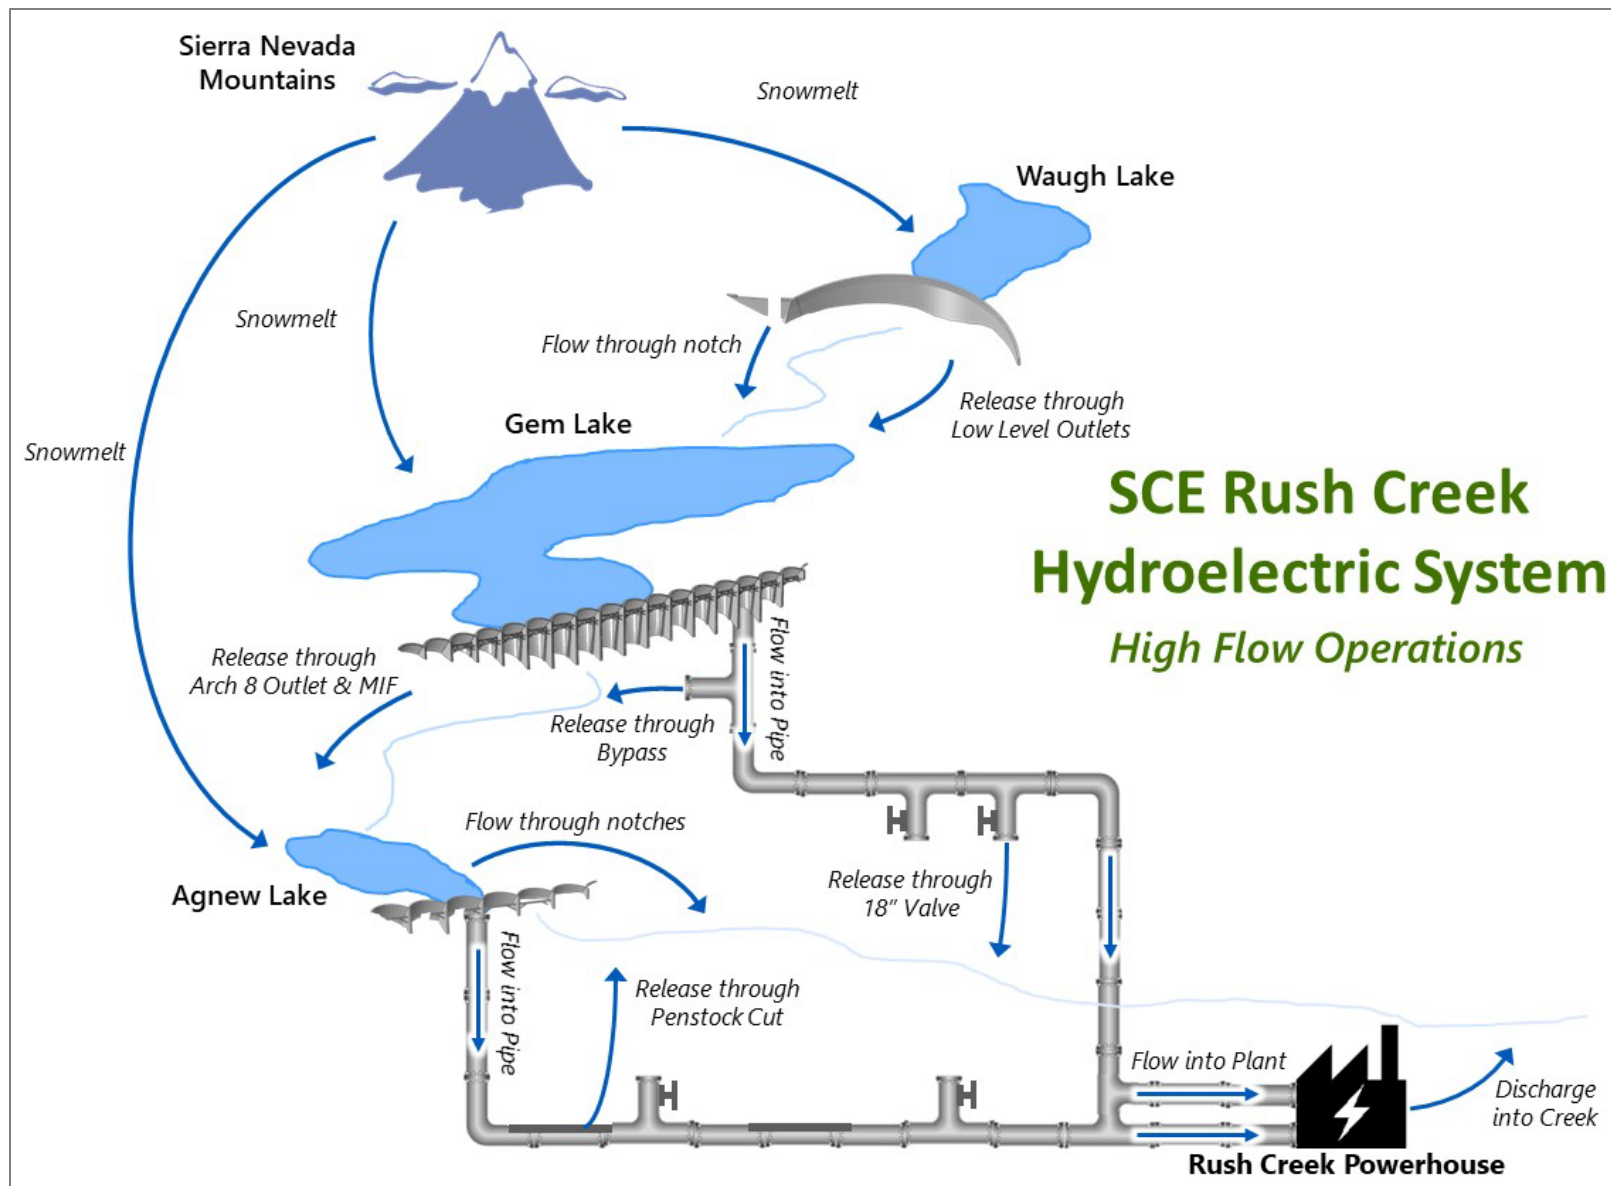 Sierra Nevada
Mountains
Snowmelt
Waugh Lake
Snowmelt
Flow through notch
Release through
Low Level Outlets
Gem Lake
Snowmelt
SCE Rush Creek
Hydroelectric System
High Flow Operations
Release through
Arch 8 Outlet & MIF
Flow into Pipe
Release through
Bypass
Flow through notches
Agnew Lake
Release through
18" Valve
Flow into Pipe
Release through
Penstock Cut
Flow into Plant
Discharge
into Creek
Rush Creek Powerhouse